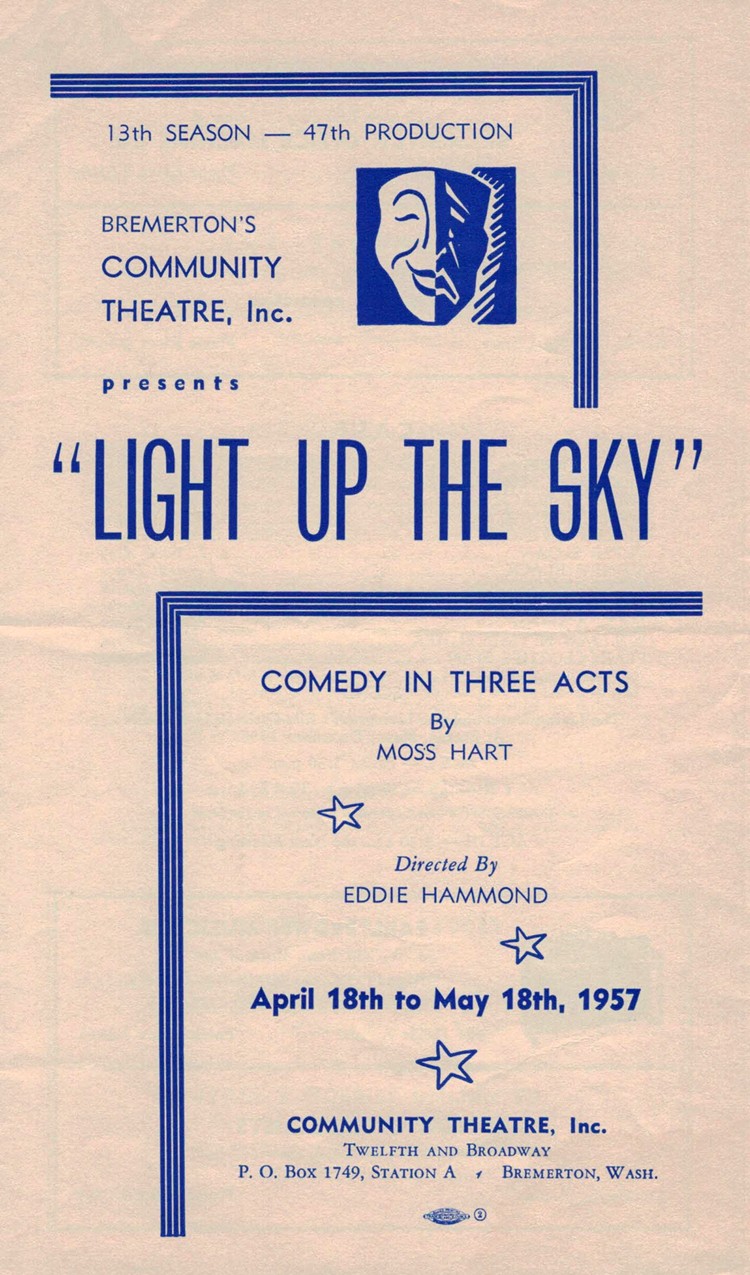 13th SEASON — 47th PRODUCTION
BREMERTON'S
COMMUNITY
THEATRE, Inc.
presents
"LIGHT UP THE SKY"
COMEDY IN THREE ACTS
By
MOSS HART
Directed By
EDDIE HAMMOND
April 18th to May 18th, 1957
COMMUNITY THEATRE, Inc.
TWELFTH AND BROADWAY
P. O. BOX 1749, STATION A , BREMERTON, WASH.
2